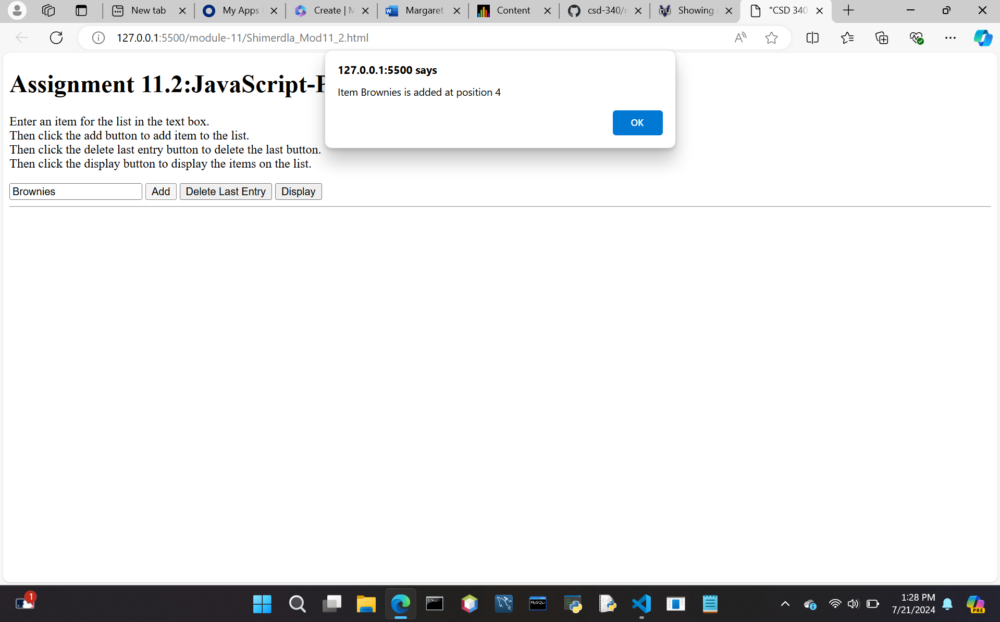 New tab
My Apps
Create | M
Margaret
Content
csd-340/
Showing
"CSD 340
127.0.0.1:5500/module-11/Shimerdla_Mod11_2.html
127.0.0.1:5500 says
Item Brownies is added at position 4
OK
Assignment 11.2:JavaScript-P
Enter an item for the list in the text box.
Then click the add button to add item to the list.
Then click the delete last entry button to delete the last button.
Then click the display button to display the items on the list.
Brownies Add Delete Last Entry Display
1
MySQL
PRE
1:28 PM
7/21/2024